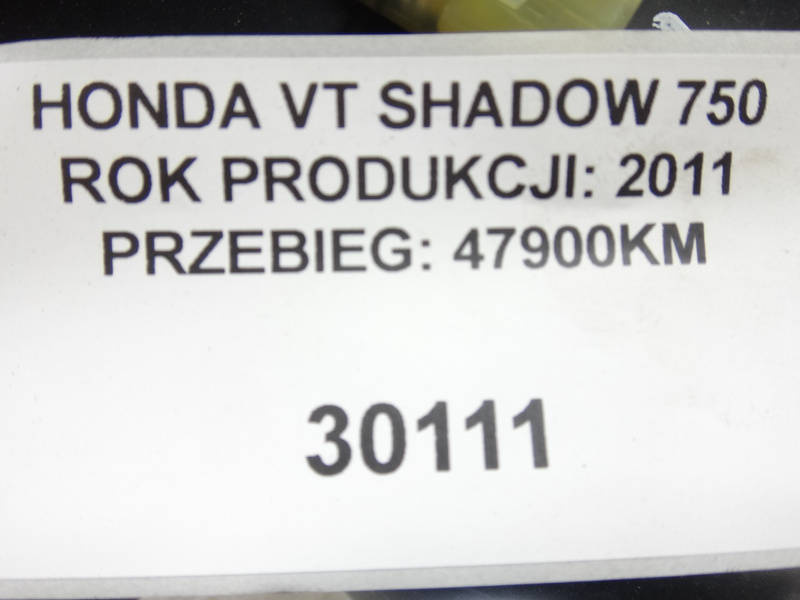 HONDA VT SHADOW 750
ROK PRODUKCJI: 2011
PRZEBIEG: 47900KM
30111